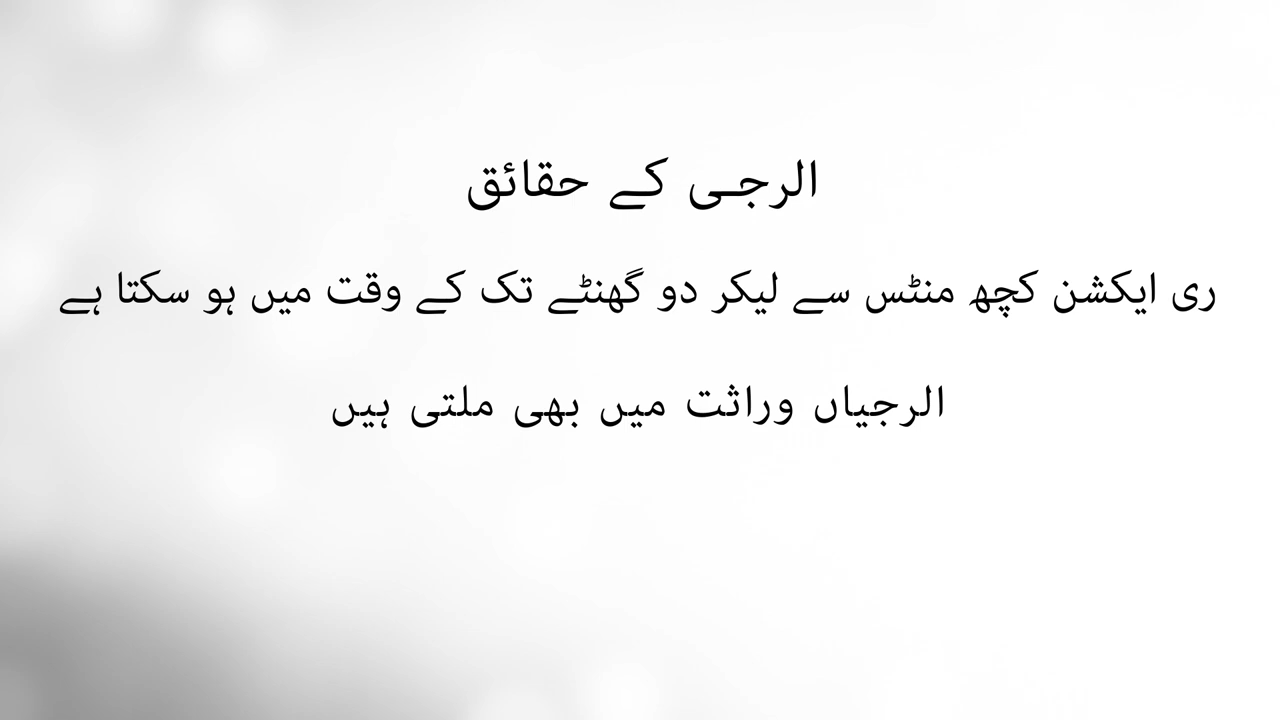 الرجی کے حقائق
ری ایکشن کچھ منٹس سے لیکر دو گھنٹے تک کے وقت میں ہو سکتا ہے
الرجیاں وراثت میں بھی ملتی ہیں